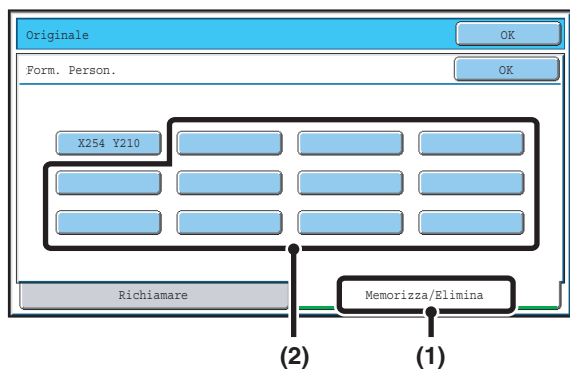 Originale OK
Form. Person. OK
X254 Y210
Richiamare Memorizza/Elimina
(2) (1)